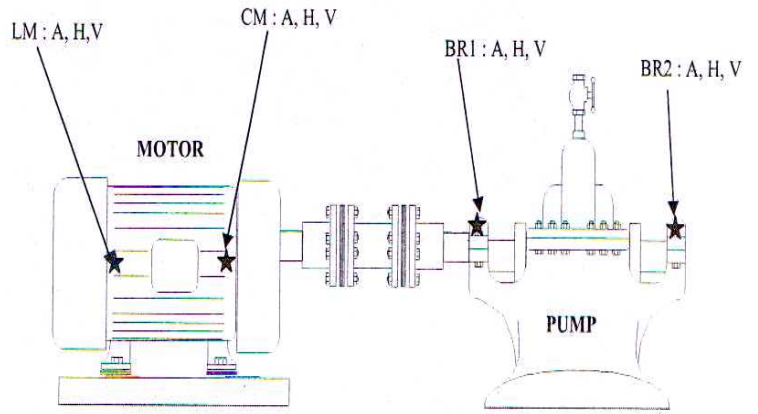 LM : A, H,V
CM : A, H, V
BR1 : A, H, V
BR2 : A, H, V
MOTOR
PUMP